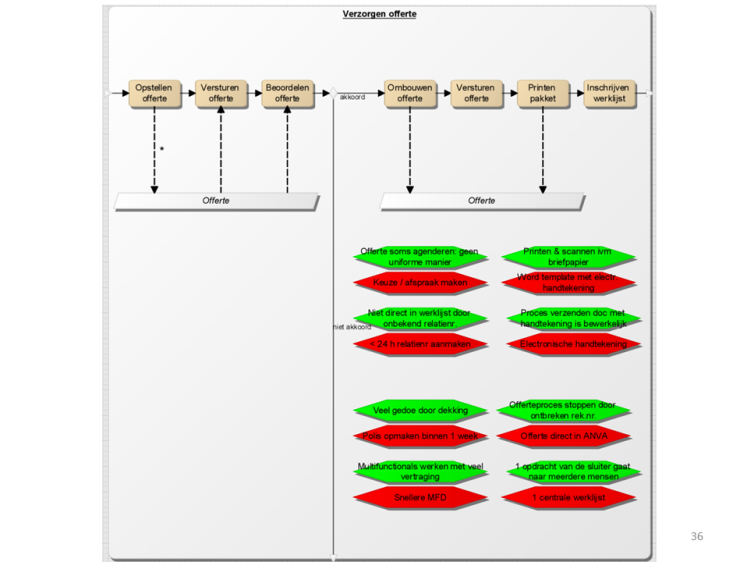 Verzorgen offerte
Opstellen
offerte
Versturen
offerte
Beoordelen
offerte
akkoord
Ombouwen
offerte
Versturen
offerte
Printen
pakket
Inschrijven
werklijst
*
Offerte
Offerte
Offerte soms agenderen: geen
uniforme manier
Printen & scannen ivm
briefpapier
Keuze / afspraak maken
Word template met electr.
handtekening
Niet direct in werklijst door
onbekend relatienr.
Proces verzenden doc met
handtekening is bewerkelijk
niet akkoord
< 24 h relatienr aanmaken
Electronische handtekening
Veel gedoe door dekking
Offerteproces stoppen door
ontbreken rek.nr.
Polis opmaken binnen 1 week
Offerte direct in ANVA
Multifunctionals werken met veel
vertraging
1 opdracht van de sluiter gaat
naar meerdere mensen
Snellere MFD
1 centrale werklijst
36